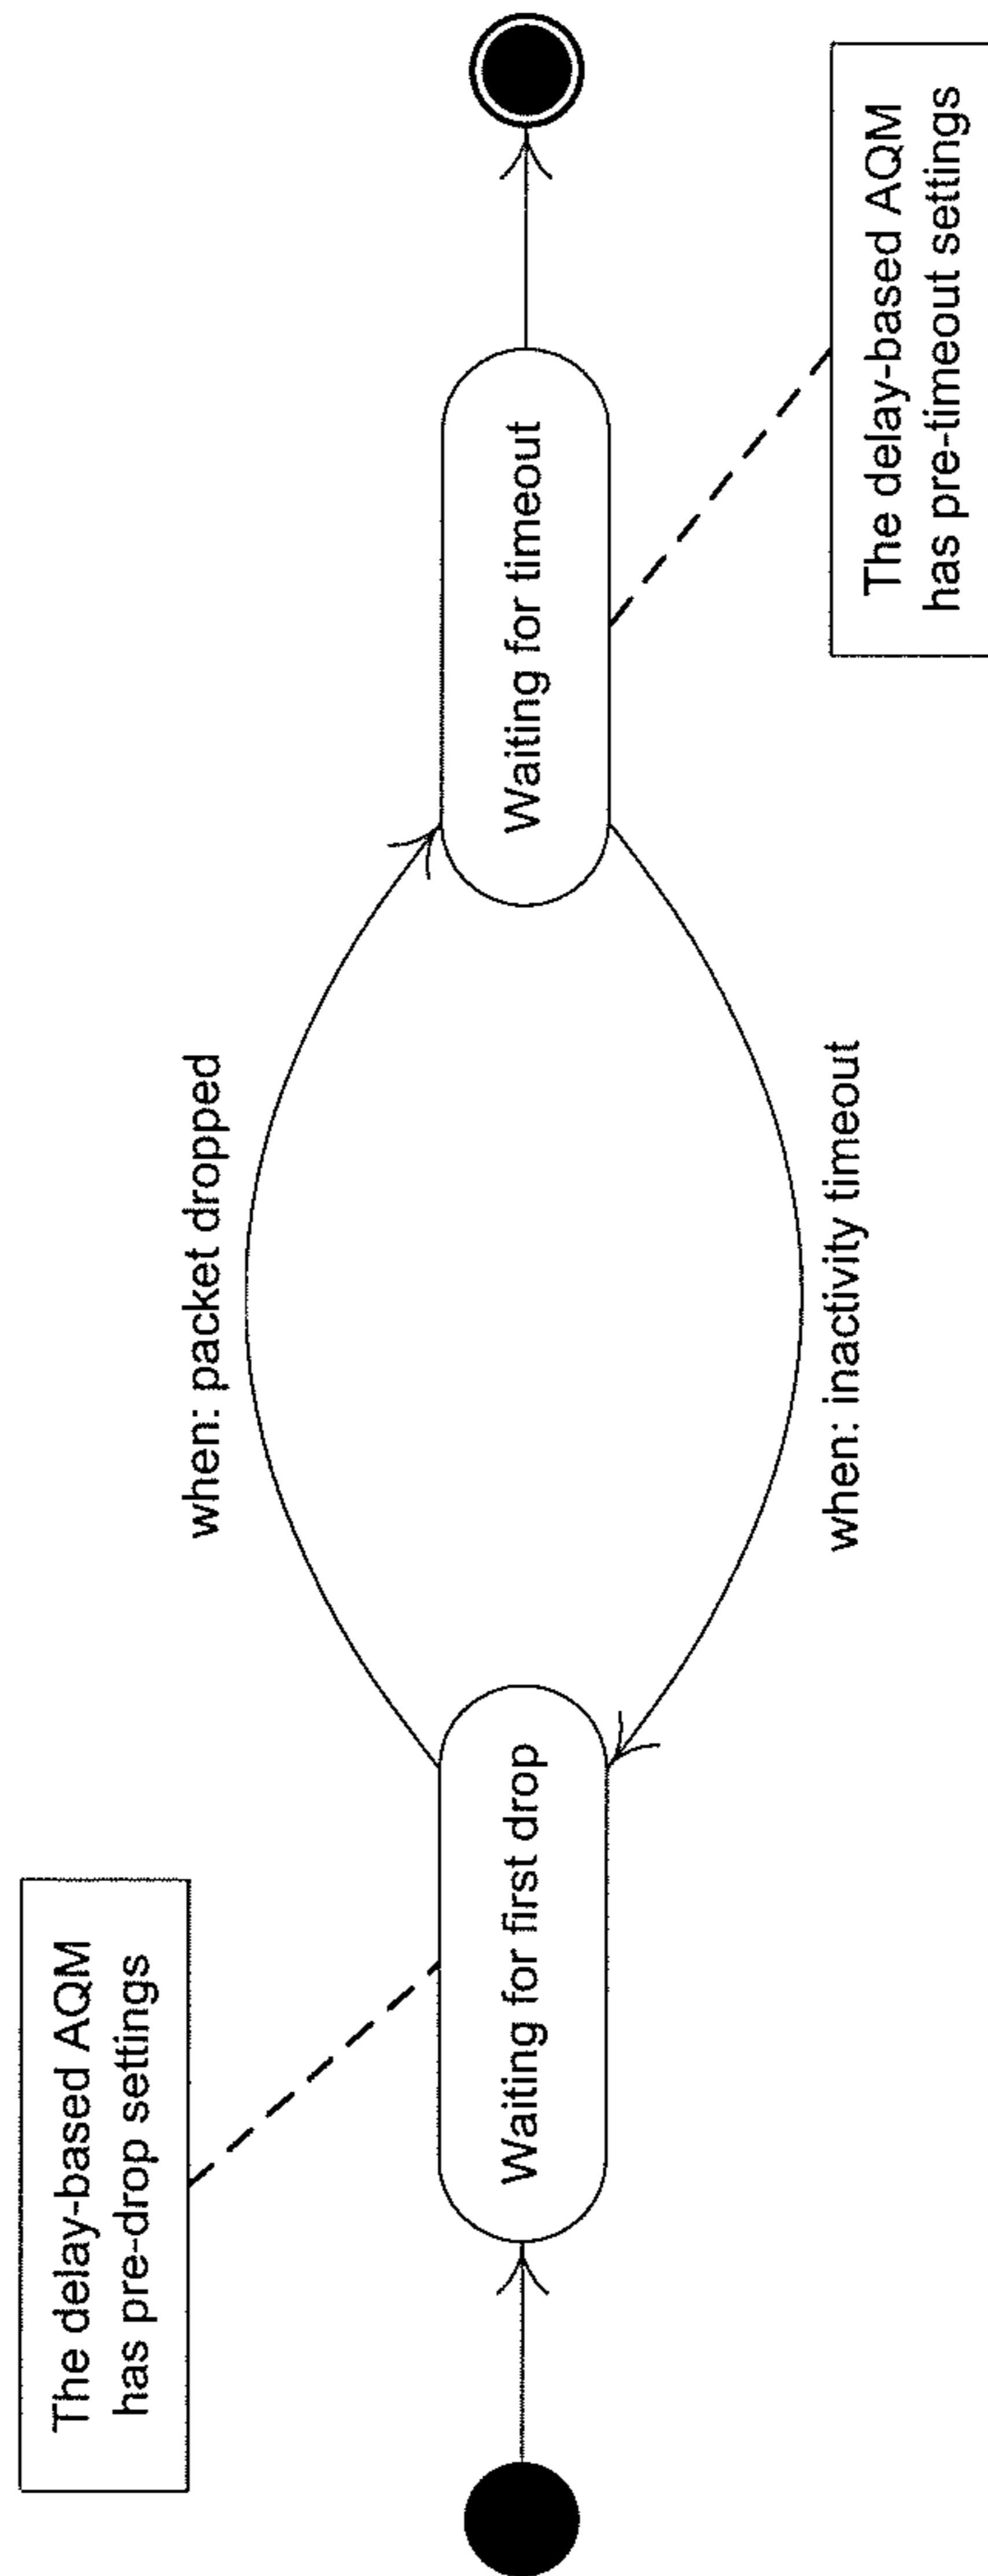 The delay-based AQM
has pre-drop settings
when: packet dropped
Waiting for first drop
Waiting for timeout
when: inactivity timeout
The delay-based AQM
has pre-timeout settings